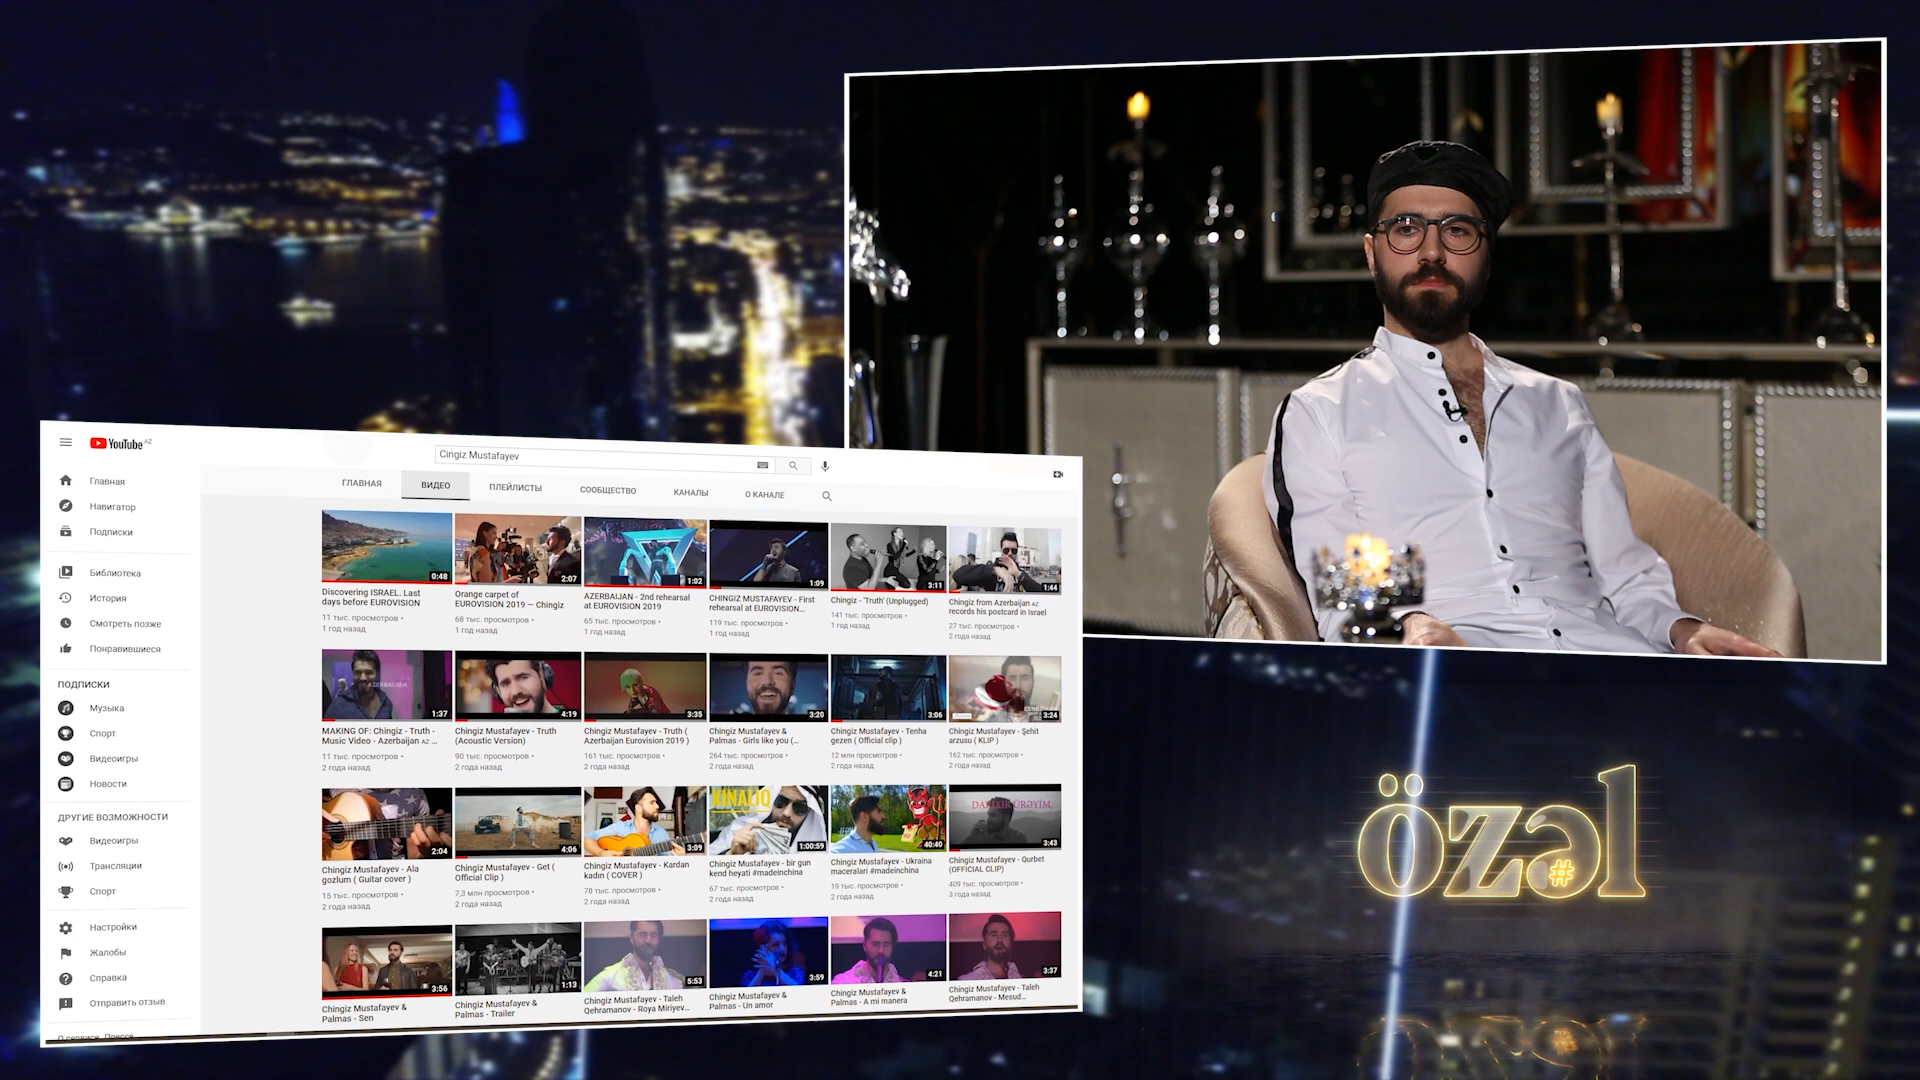 YouTube AZ
Cingiz Mustafayev
ГЛАВНАЯ
ВИДЕО
ПЛЕЙЛИСТЫ
СООБЩЕСТВО
КАНАЛЫ
О КАНАЛЕ
Главная
Навигатор
Подписки
Библиотека
История
Смотреть позже
Понравившиеся
ПОДПИСКИ
Музыка
Спорт
Видеоигры
Новости
ДРУГИЕ ВОЗМОЖНОСТИ
Видеоигры
Трансляции
Спорт
Настройки
Жалобы
Справка
Отправить отзыв
О сервисе Пресса
0:48
Discovering ISRAEL. Last
days before EUROVISION
11 тыс. просмотров •
1 год назад
2:07
Orange carpet of
EUROVISION 2019 — Chingiz
68 тыс. просмотров •
1 год назад
1:02
AZERBAIJAN - 2nd rehearsal
at EUROVISION 2019
65 тыс. просмотров •
1 год назад
1:09
CHINGIZ MUSTAFAYEV - First
rehearsal at EUROVISION...
119 тыс. просмотров •
1 год назад
3:11
Chingiz - 'Truth' (Unplugged)
141 тыс. просмотров •
1 год назад
1:44
Chingiz from Azerbaijan AZ
records his postcard in Israel
27 тыс. просмотров •
2 года назад
AZERBAIJAN
1:37
MAKING OF: Chingiz - Truth -
Music Video - Azerbaijan AZ ...
11 тыс. просмотров •
2 года назад
4:19
Chingiz Mustafayev - Truth
(Acoustic Version)
90 тыс. просмотров •
2 года назад
3:35
Chingiz Mustafayev - Truth (
Azerbaijan Eurovision 2019 )
161 тыс. просмотров •
2 года назад
3:20
Chingiz Mustafayev &
Palmas - Girls like you (...
264 тыс. просмотров •
2 года назад
3:06
Chingiz Mustafayev - Tenha
gezen ( Official clip )
12 млн просмотров •
2 года назад
3:24
Chingiz Mustafayev - Şehit
arzusu ( KLIP )
162 тыс. просмотров •
2 года назад
2:04
Chingiz Mustafayev - Ala
gozlum ( Guitar cover )
15 тыс. просмотров •
2 года назад
4:06
Chingiz Mustafayev - Get (
Official Clip )
7,3 млн просмотров •
2 года назад
3:09
Chingiz Mustafayev - Kardan
kadın ( COVER )
78 тыс. просмотров •
2 года назад
XINALIQ
1:00:59
Chingiz Mustafayev - bir gun
kend heyati #madeinchina
67 тыс. просмотров •
2 года назад
40:40
Chingiz Mustafayev - Ukraina
maceralari #madeinchina
19 тыс. просмотров •
2 года назад
DARIXIR ÜRƏYİM
3:43
Chingiz Mustafayev - Qurbet
(OFFICIAL CLIP)
409 тыс. просмотров •
3 года назад
3:56
Chingiz Mustafayev &
Palmas - Sen
1:13
Chingiz Mustafayev &
Palmas - Trailer
5:53
Chingiz Mustafayev - Taleh
Qehramanov - Roya Miriyev...
3:59
Chingiz Mustafayev &
Palmas - Un amor
4:21
Chingiz Mustafayev &
Palmas - A mi manera
3:37
Chingiz Mustafayev - Taleh
Qehramanov - Mesud...
özəl
#